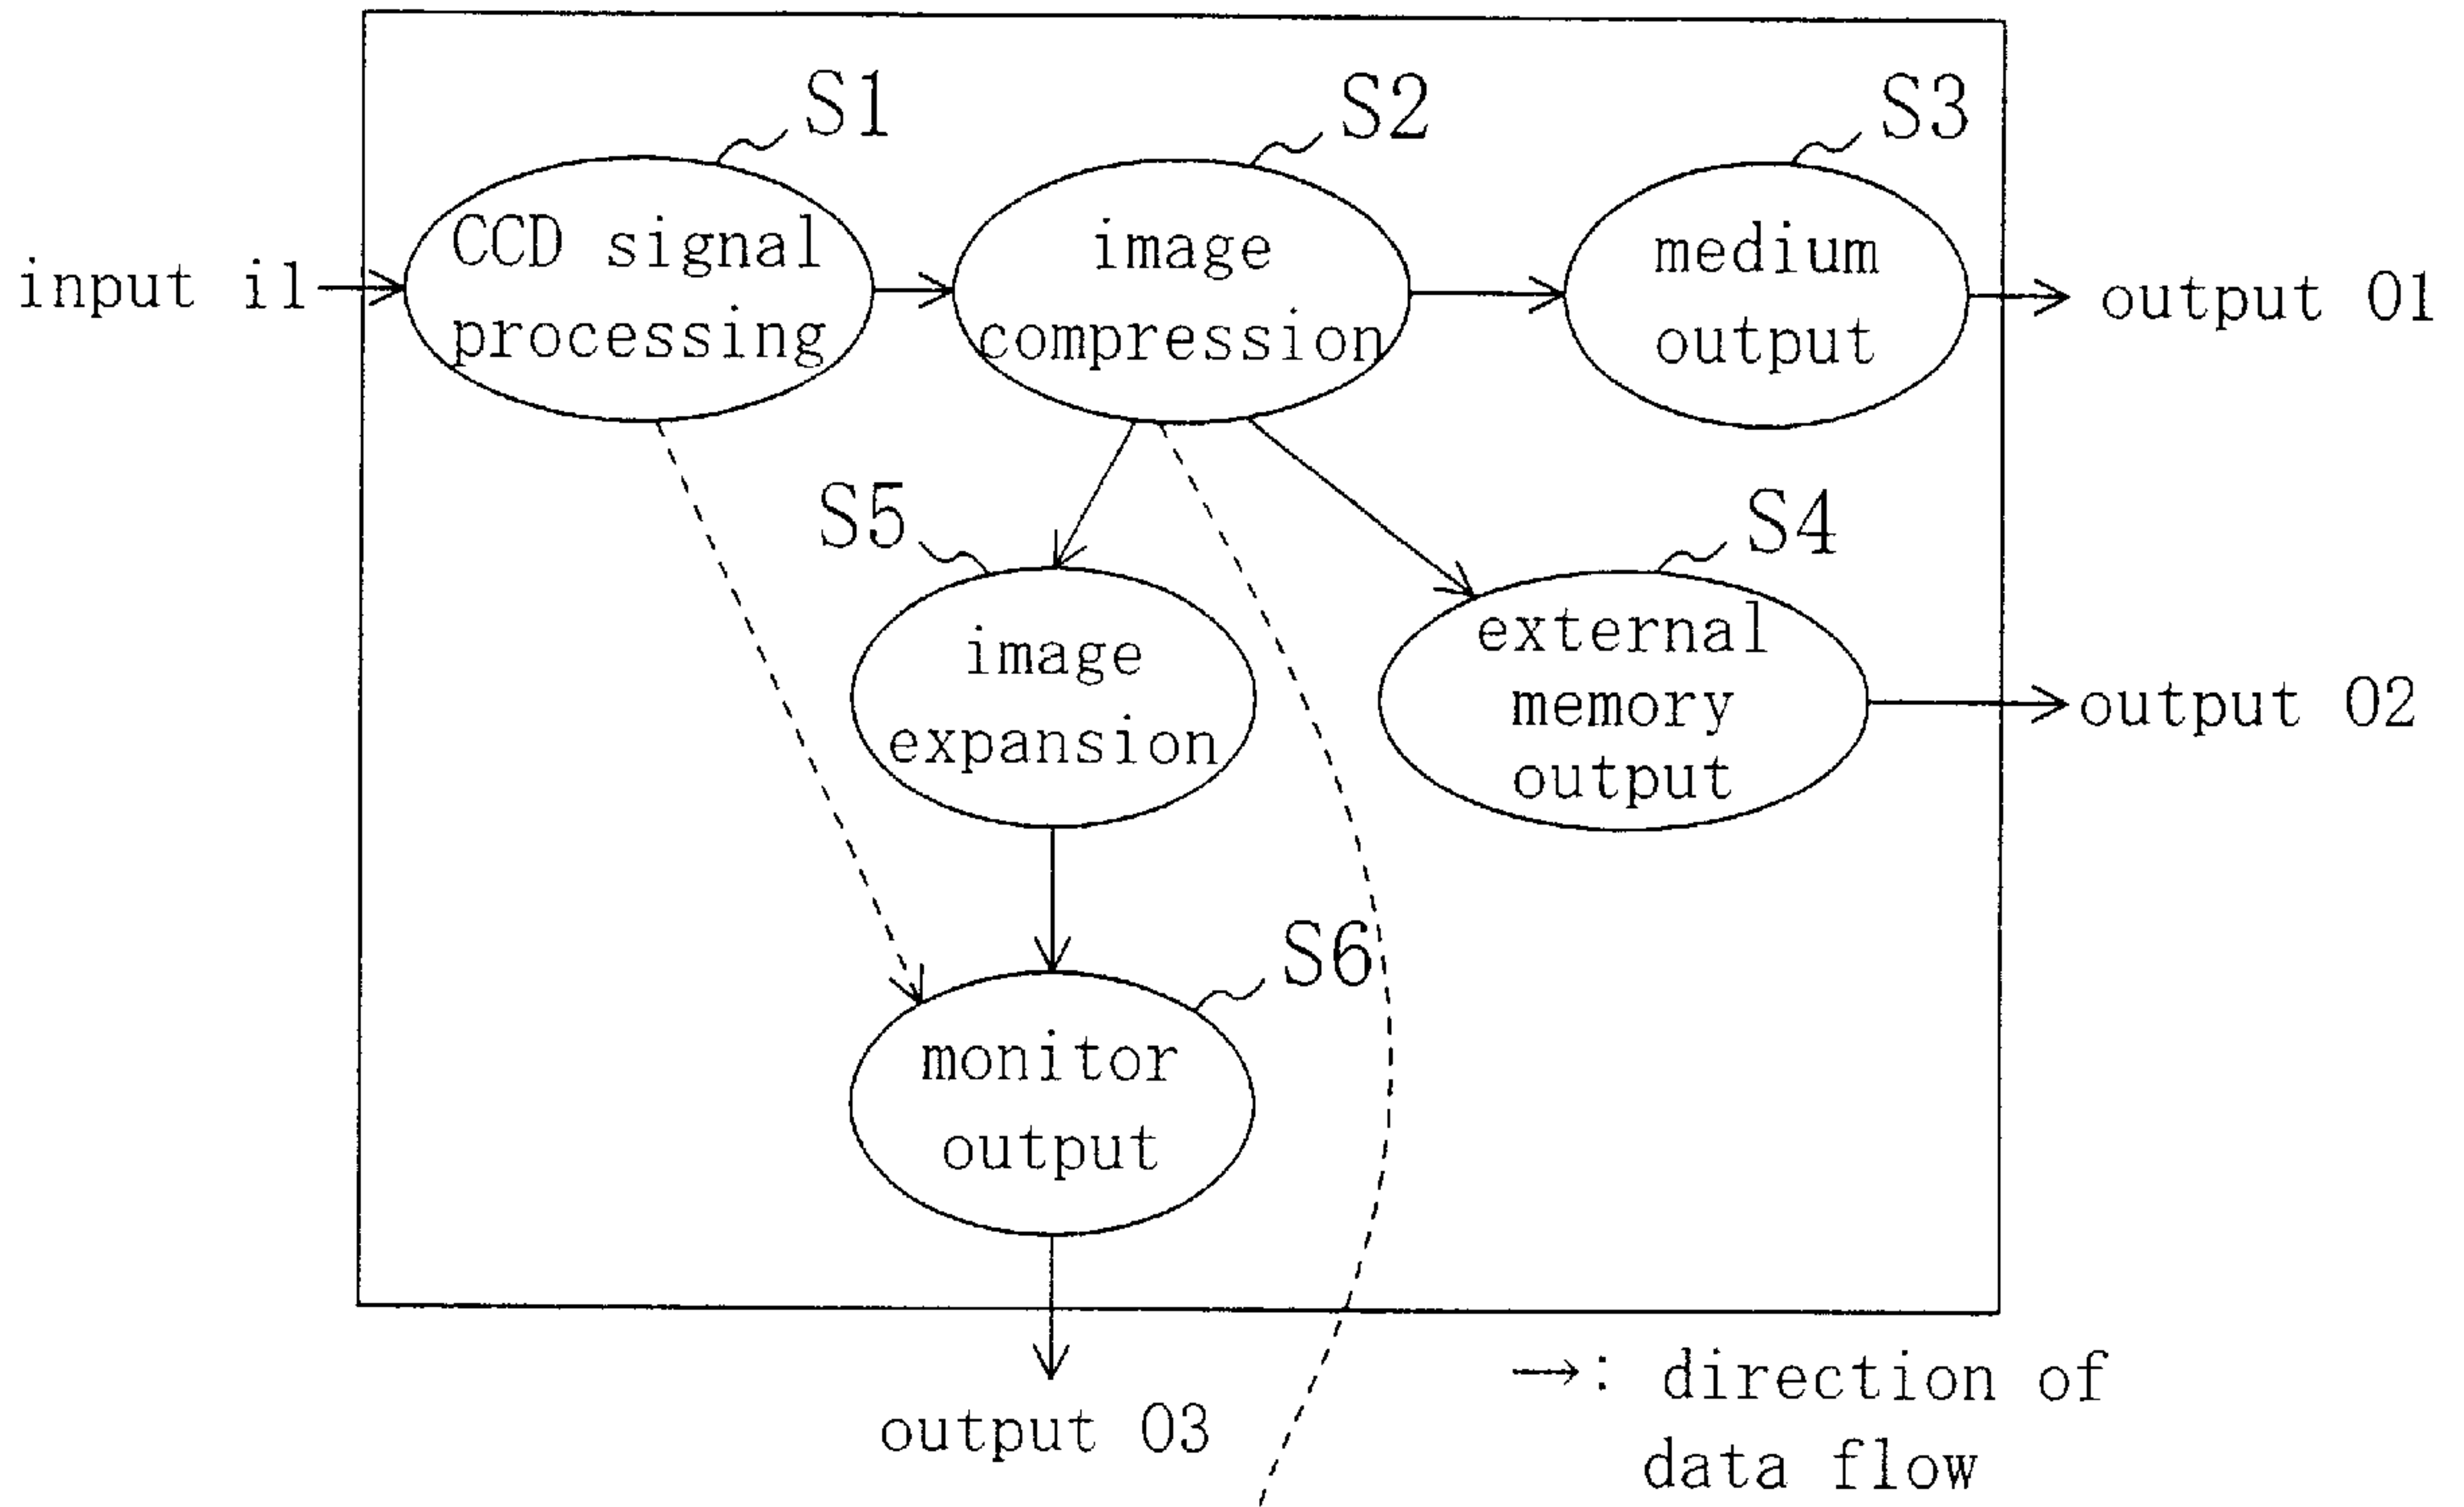 S1
S2
S3
input i1
CCD signal
processing
image
compression
medium
output
output O1
S5
S4
image
expansion
external
memory
output
output O2
S6
monitor
output
output O3
→: direction of
data flow